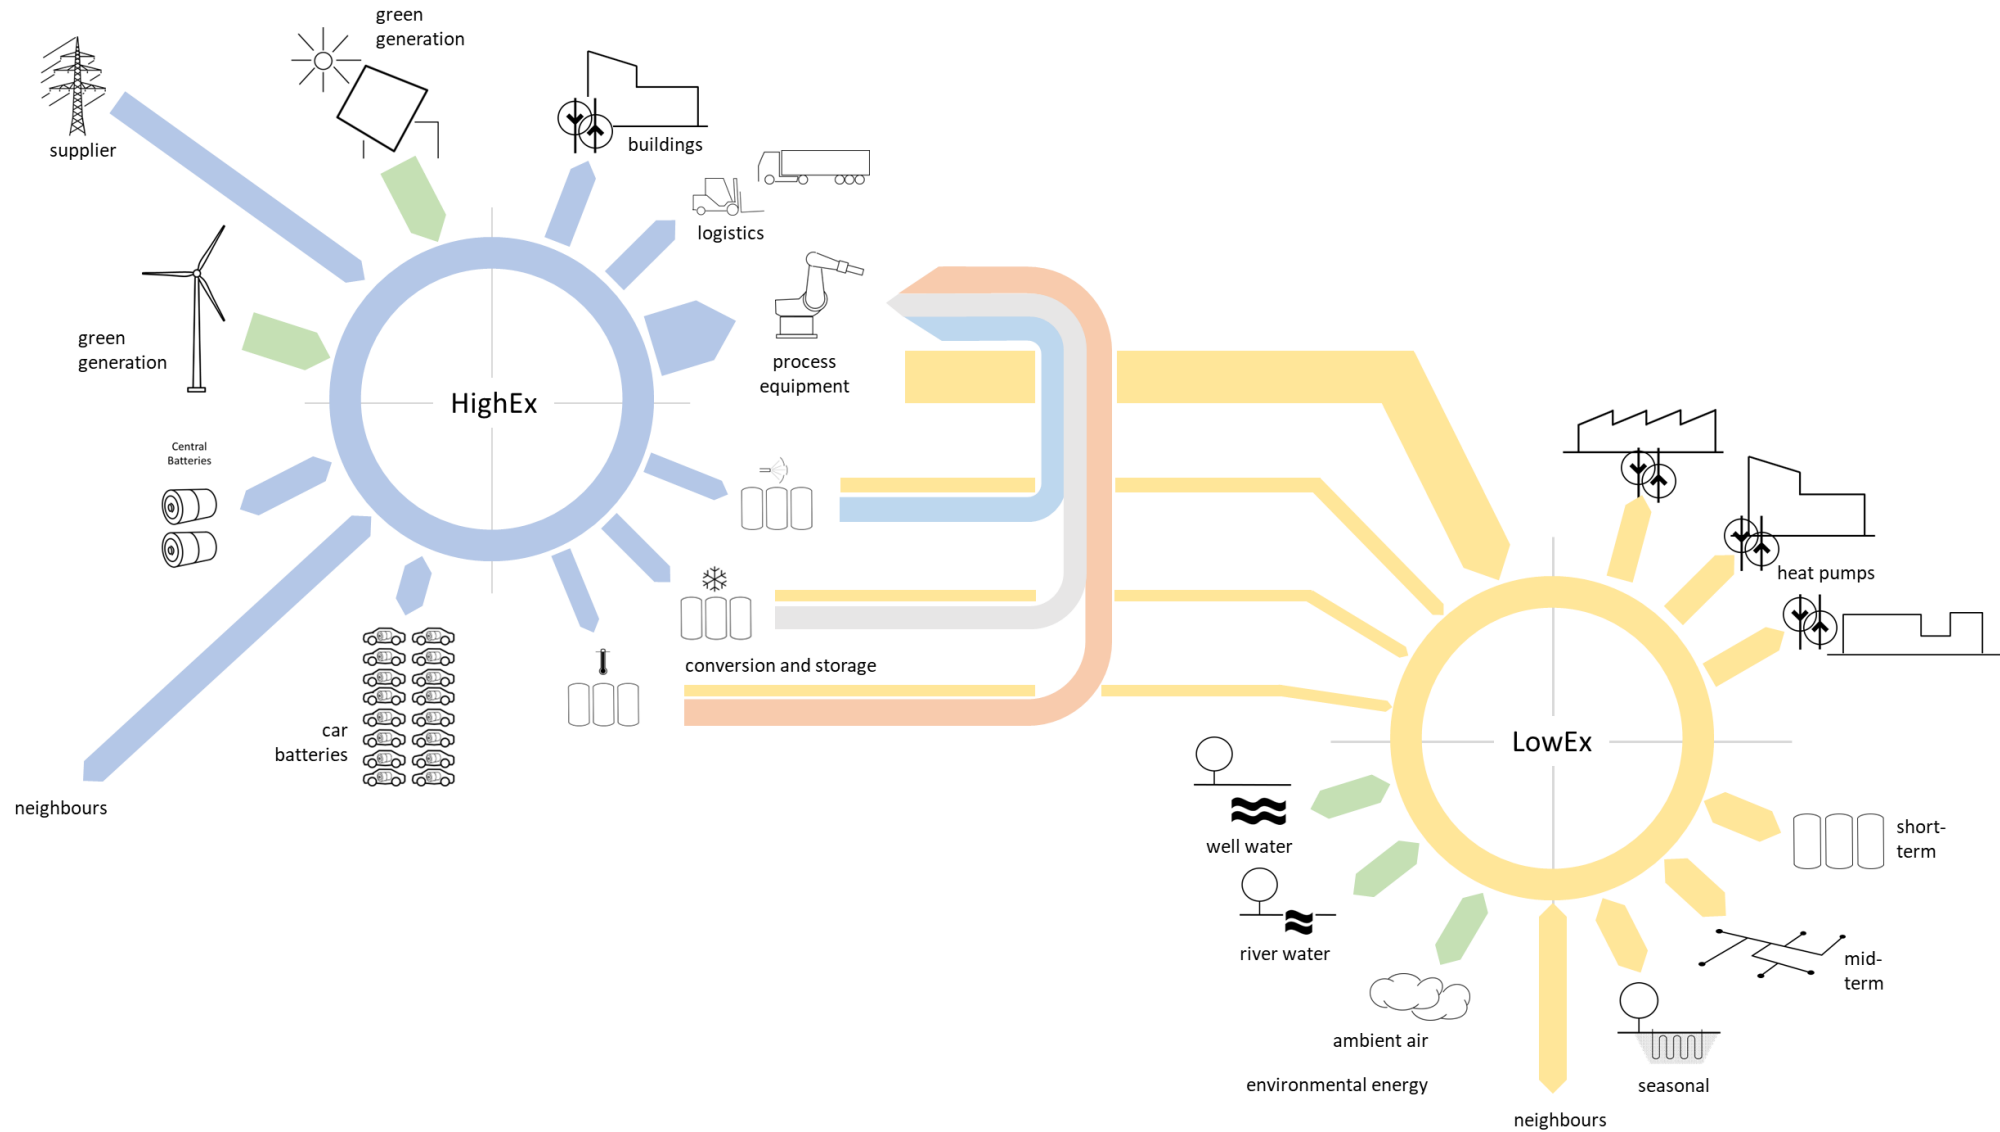 green
generation
supplier
buildings
logistics
green
generation
process
equipment
HighEx
Central
Batteries
conversion and storage
car
batteries
neighbours
heat pumps
LowEx
well water
short-
term
river water
mid-
term
ambient air
environmental energy
seasonal
neighbours